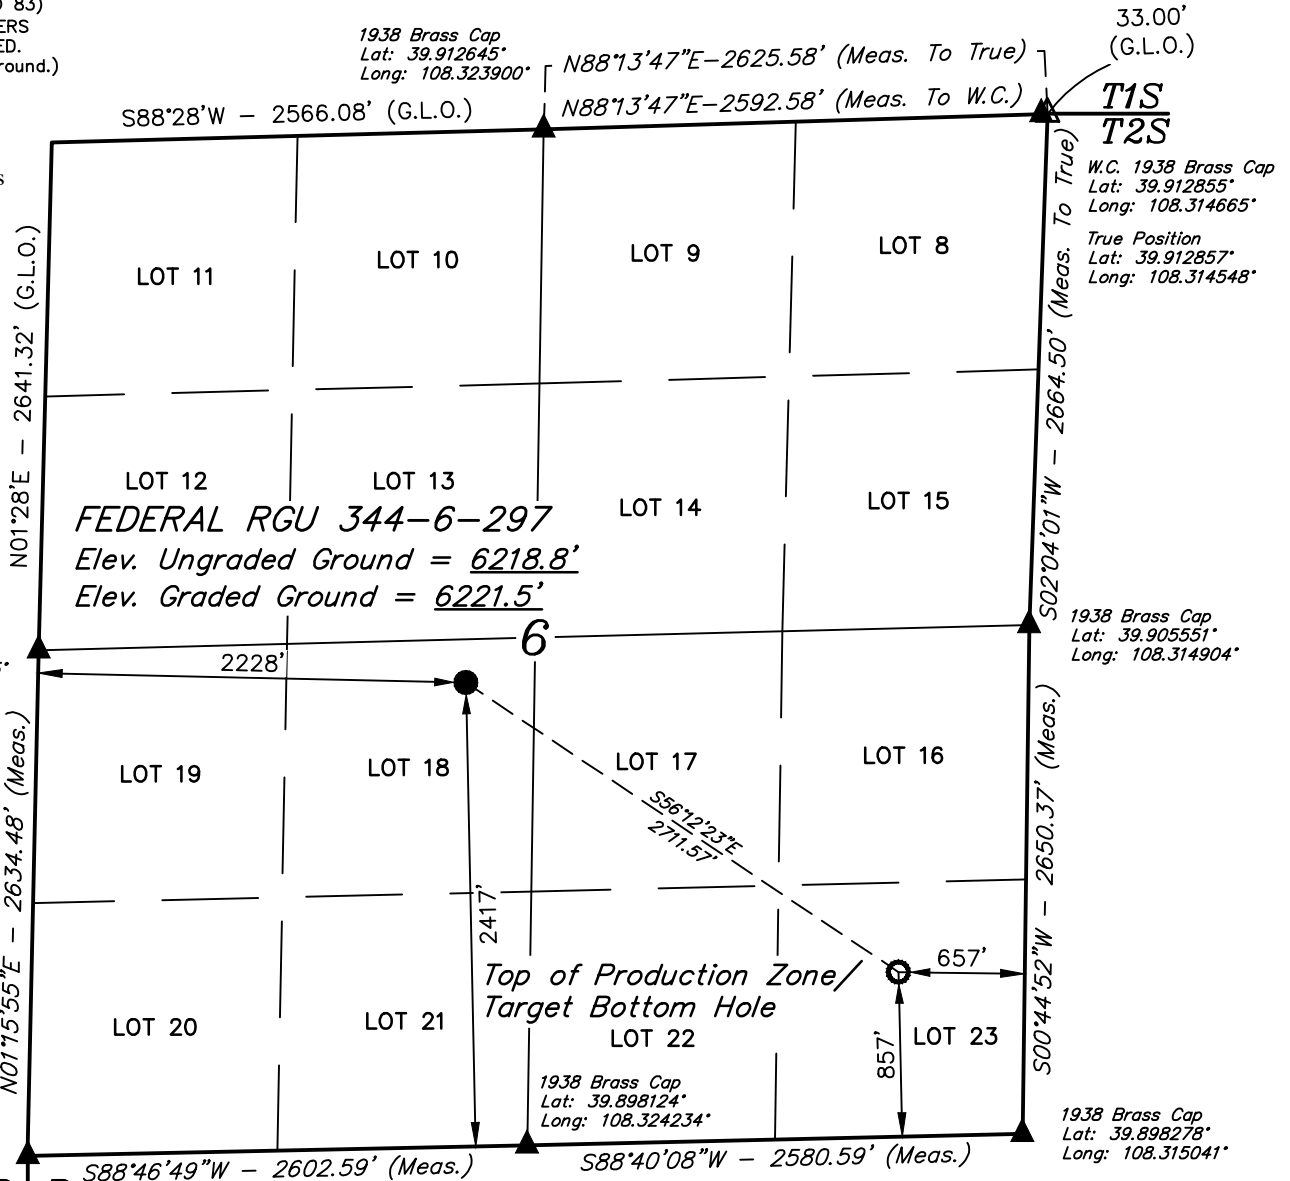 83)
ERS
ED.
round.)
1938 Brass Cap
Lat: 39.912645°
Long: 108.323900°
33.00'
(G.L.O.)
N88°13'47"E-2625.58' (Meas. To True)
S88°28'W - 2566.08' (G.L.O.)
N88°13'47"E-2592.58' (Meas. To W.C.)
T1S
T2S
W.C. 1938 Brass Cap
Lat: 39.912855°
Long: 108.314665°
True Position
Lat: 39.912857°
Long: 108.314548°
s
LOT 11
LOT 10
LOT 9
LOT 8
N01°28'E - 2641.32' (G.L.O.)
S02°04'01"W - 2664.50' (Meas. To True)
LOT 12
LOT 13
LOT 14
LOT 15
FEDERAL RGU 344-6-297
Elev. Ungraded Ground = 6218.8'
Elev. Graded Ground = 6221.5'
6
1938 Brass Cap
Lat: 39.905551°
Long: 108.314904°
2228'
LOT 19
LOT 18
LOT 17
LOT 16
S56°12'23"E
2711.57'
N01°15'55"E - 2634.48' (Meas.)
S00°44'52"W - 2650.37' (Meas.)
2417'
657'
Top of Production Zone/
Target Bottom Hole
857'
LOT 20
LOT 21
LOT 22
LOT 23
1938 Brass Cap
Lat: 39.898124°
Long: 108.324234°
1938 Brass Cap
Lat: 39.898278°
Long: 108.315041°
S88°46'49"W - 2602.59' (Meas.)
S88°40'08"W - 2580.59' (Meas.)